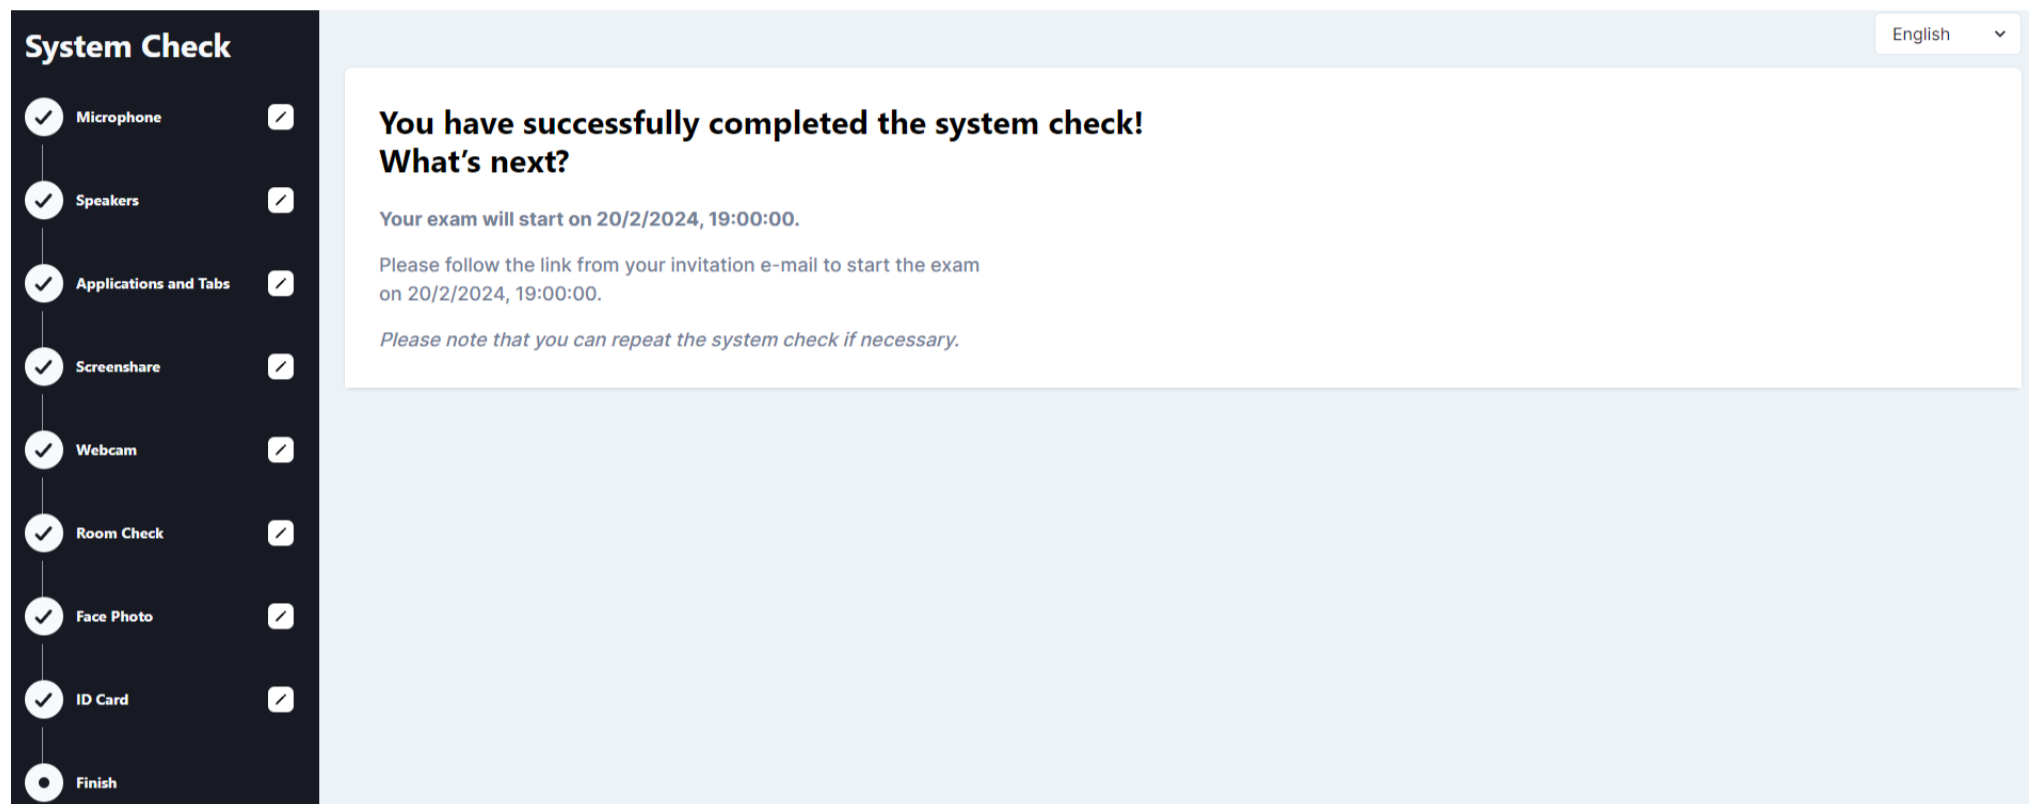 System Check
Microphone
Speakers
Applications and Tabs
Screenshare
Webcam
Room Check
Face Photo
ID Card
Finish
English
You have successfully completed the system check!
What’s next?
Your exam will start on 20/2/2024, 19:00:00.
Please follow the link from your invitation e-mail to start the exam
on 20/2/2024, 19:00:00.
Please note that you can repeat the system check if necessary.